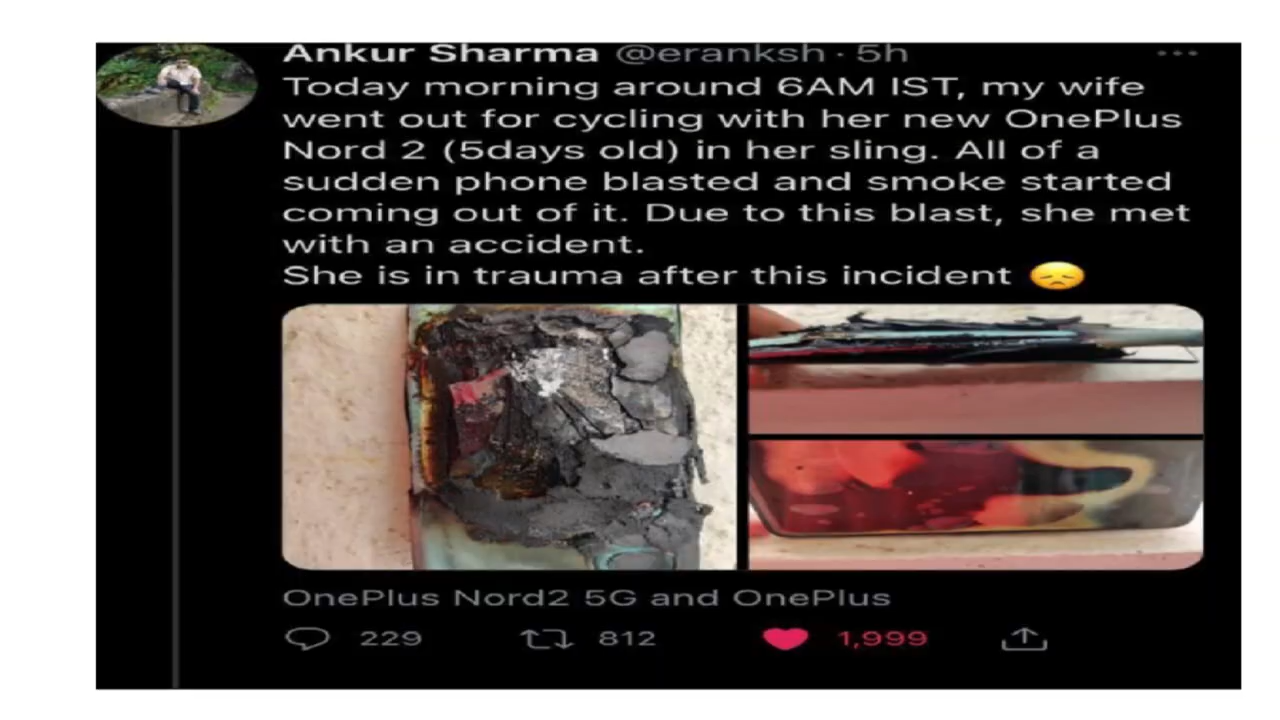 Ankur Sharma @eranksh · 5h
Today morning around 6AM IST, my wife
went out for cycling with her new OnePlus
Nord 2 (5days old) in her sling. All of a
sudden phone blasted and smoke started
coming out of it. Due to this blast, she met
with an accident.
She is in trauma after this incident 😞
OnePlus Nord2 5G and OnePlus
229 812 1,999